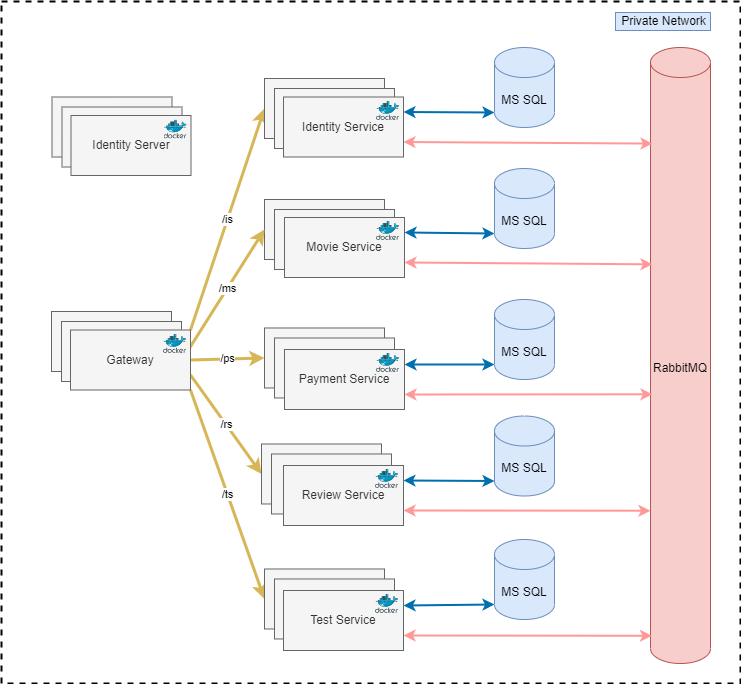 Private Network
MS SQL
docker
Identity Service
docker
Identity Server
/is
MS SQL
docker
Movie Service
/ms
MS SQL
docker
Gateway
/ps
docker
Payment Service
RabbitMQ
/rs
MS SQL
docker
Review Service
/ts
MS SQL
docker
Test Service